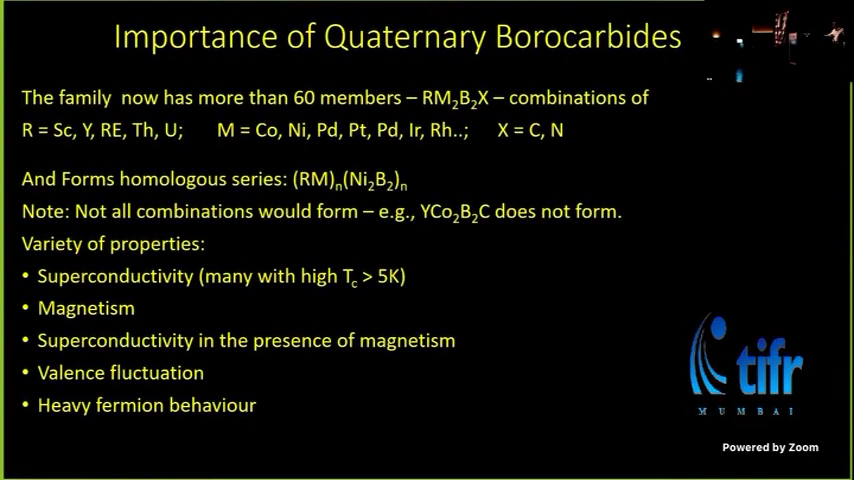 Importance of Quaternary Borocarbides
The family now has more than 60 members – RM₂B₂X – combinations of
R = Sc, Y, RE, Th, U; M = Co, Ni, Pd, Pt, Pd, Ir, Rh..; X = C, N
And Forms homologous series: (RM)ₙ(Ni₂B₂)ₙ
Note: Not all combinations would form – e.g., YCo₂B₂C does not form.
Variety of properties:
• Superconductivity (many with high T꜀ > 5K)
• Magnetism
• Superconductivity in the presence of magnetism
• Valence fluctuation
• Heavy fermion behaviour
tifr
MUMBAI
Powered by Zoom